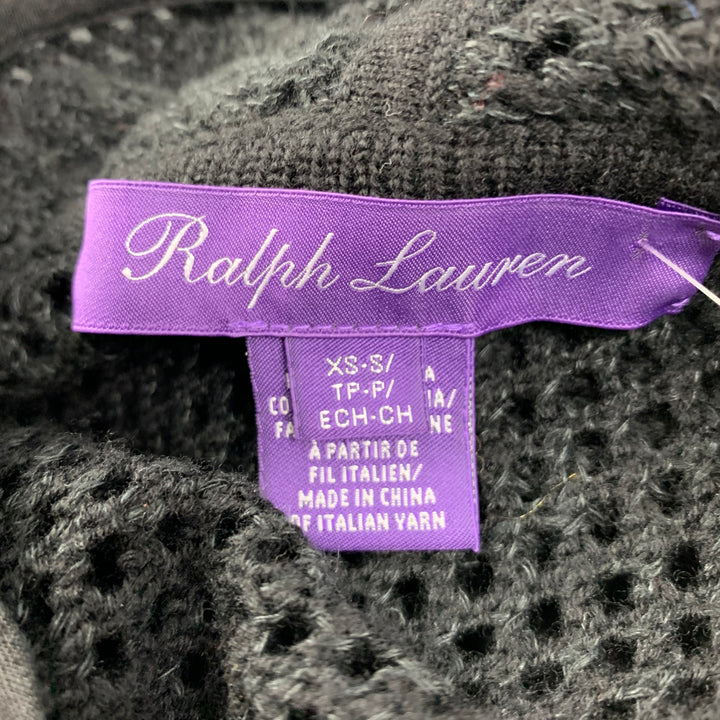 Ralph Lauren
XS-S/
TP-P/
ECH-CH
À PARTIR DE
FIL ITALIEN/
MADE IN CHINA
OF ITALIAN YARN